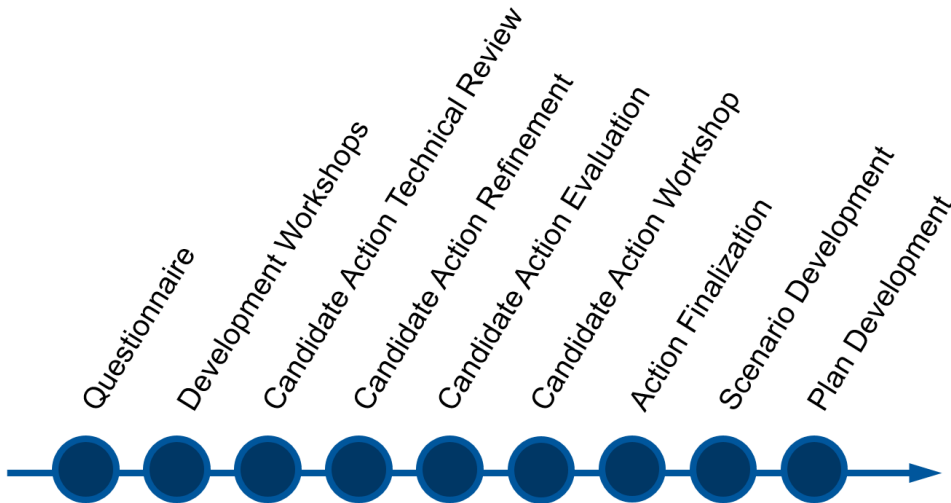 Questionnaire
Development Workshops
Candidate Action Technical Review
Candidate Action Refinement
Candidate Action Evaluation
Candidate Action Workshop
Action Finalization
Scenario Development
Plan Development